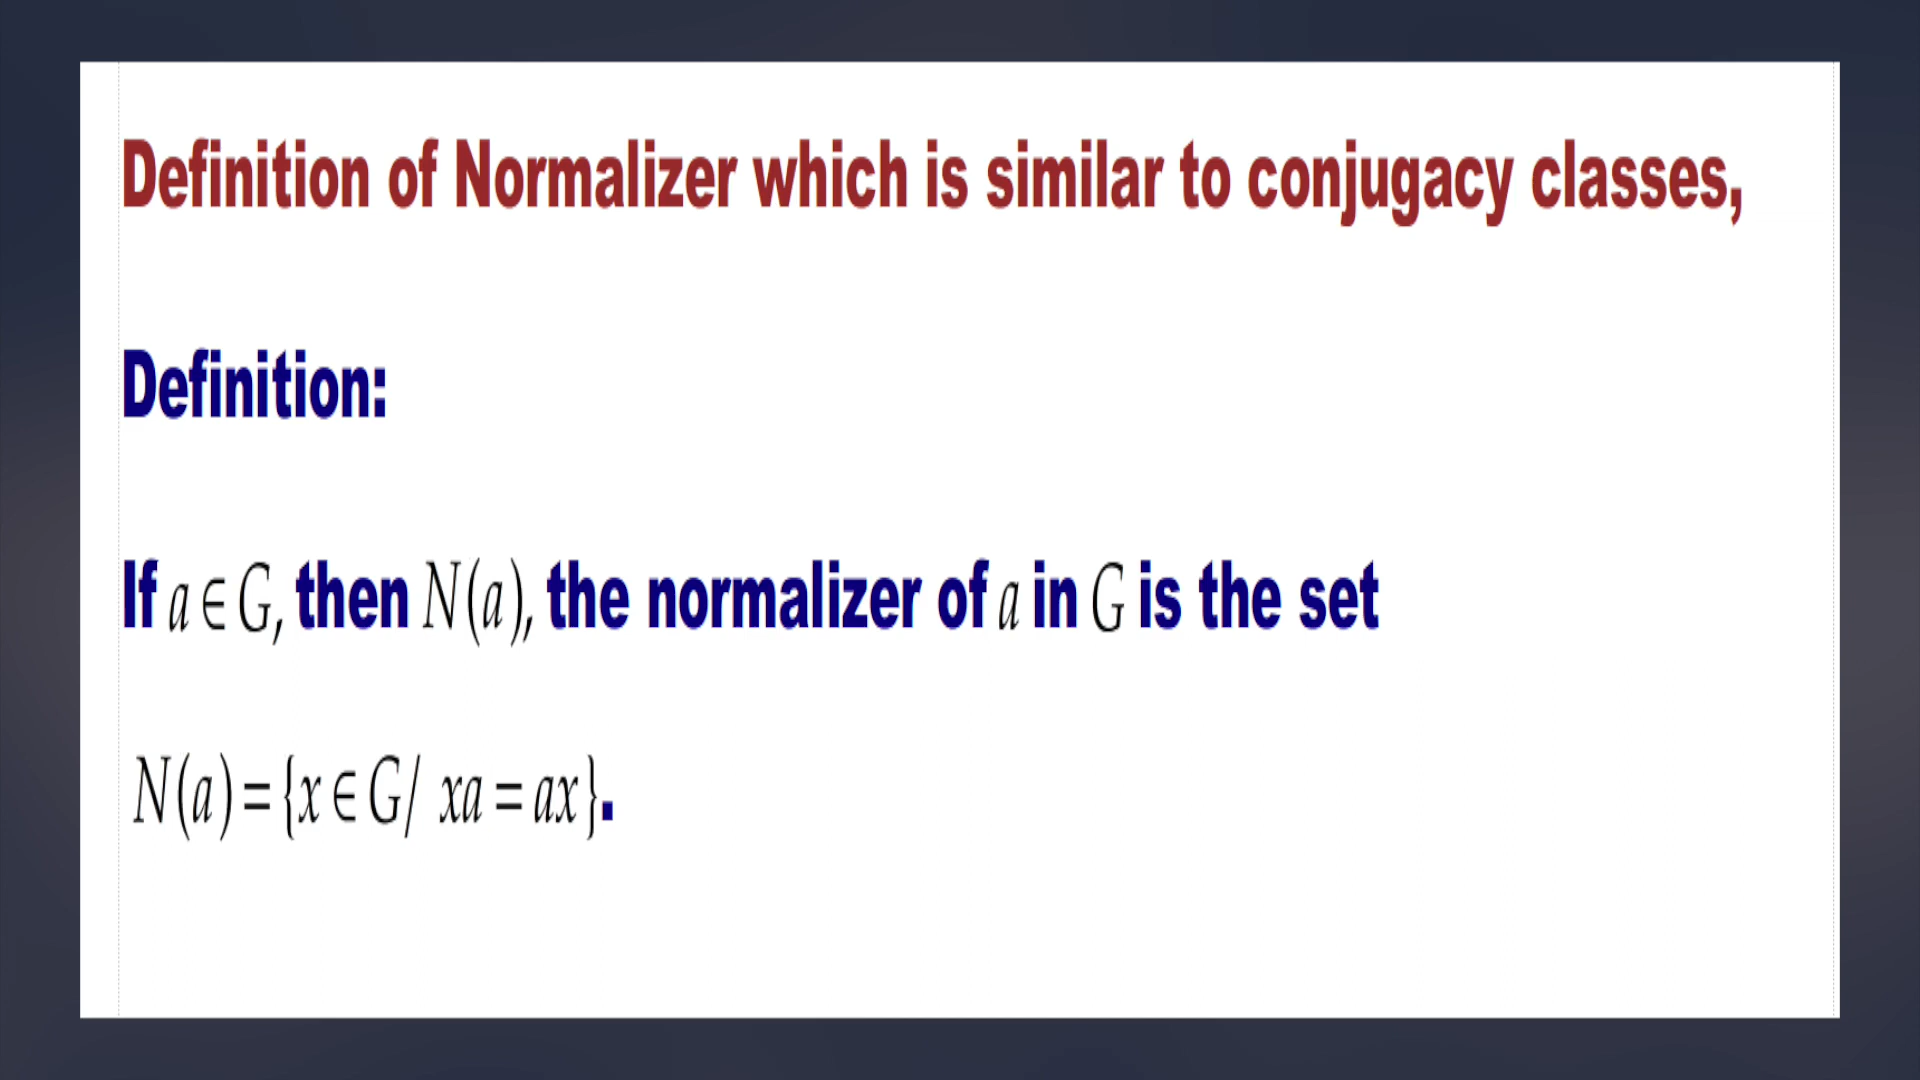 Definition of Normalizer which is similar to conjugacy classes,
Definition:
If a ∈ G, then N(a), the normalizer of a in G is the set
N(a) = {x ∈ G/ xa = ax}.